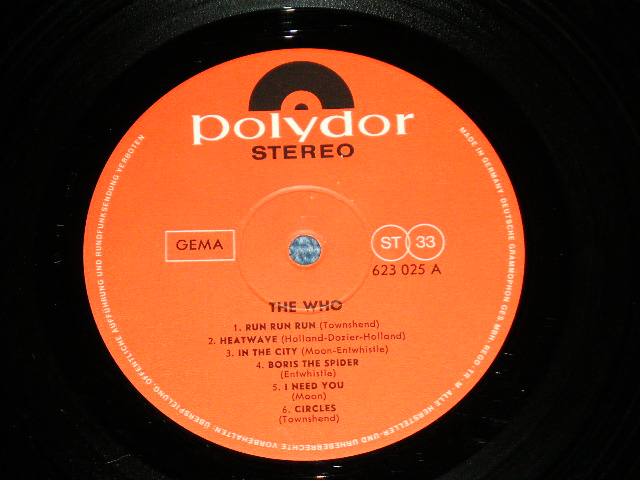 polydor
STEREO
GEMA
ST 33
623 025 A
THE WHO
1. RUN RUN RUN (Townshend)
2. HEATWAVE (Holland-Dozier-Holland)
3. IN THE CITY (Moon-Entwhistle)
4. BORIS THE SPIDER
(Entwhistle)
5. I NEED YOU
(Moon)
6. CIRCLES
(Townshend)
MADE IN GERMANY · DEUTSCHE GRAMMOPHON GES. MBH · REGD. TR. M. ALLE HERSTELLER- UND URHEBERRECHTE VORBEHALTEN · ÜBERSPIELUNG, ÖFFENTLICHE AUFFÜHRUNG UND RUNDFUNKSENDUNG VERBOTEN